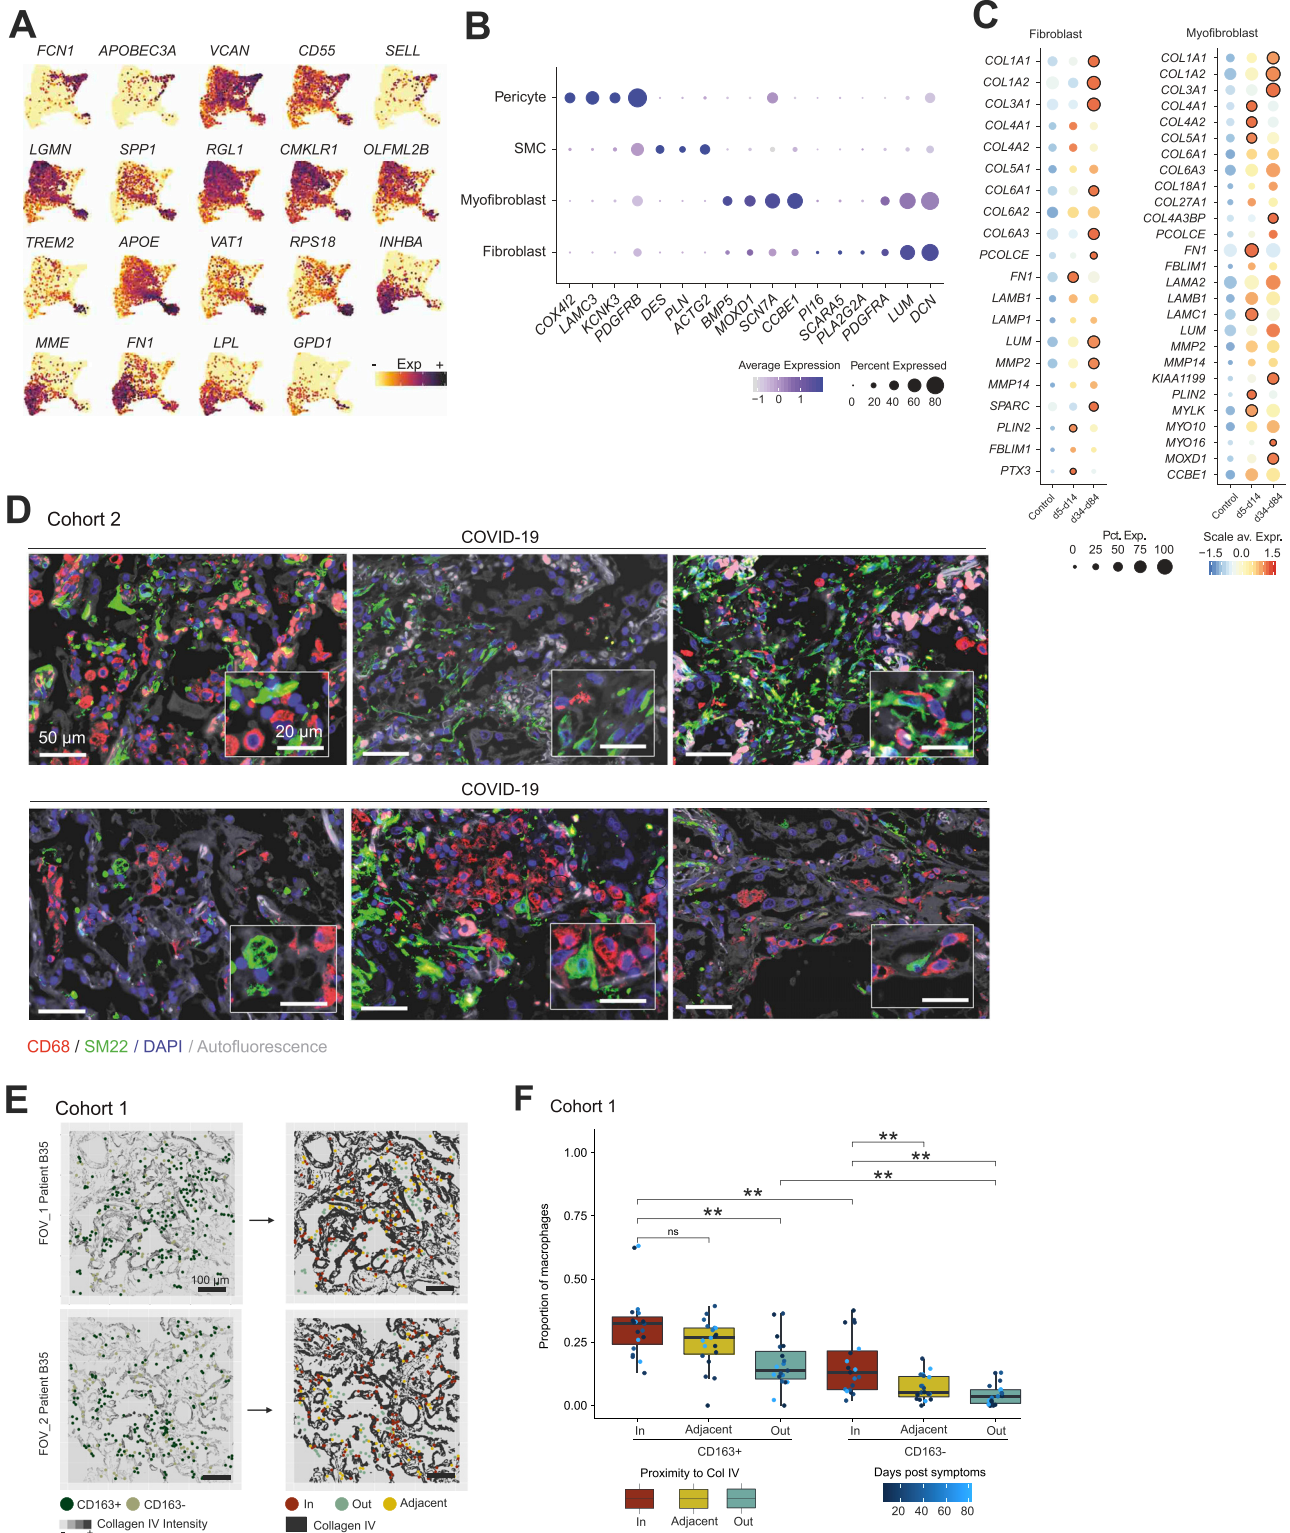 A
FCN1 APOBEC3A VCAN CD55 SELL
LGMN SPP1 RGL1 CMKLR1 OLFML2B
TREM2 APOE VAT1 RPS18 INHBA
MME FN1 LPL GPD1
- Exp +
B
Pericyte
SMC
Myofibroblast
Fibroblast
COX4I2 LAMC3 KCNK3 PDGFRB DES PLN ACTG2 BMP5 MOXD1 SCN7A CCBE1 PI16 SCARA5 PLA2G2A PDGFRA LUM DCN
Average Expression
−1 0 1
Percent Expressed
0 20 40 60 80
C
Fibroblast
COL1A1
COL1A2
COL3A1
COL4A1
COL4A2
COL5A1
COL6A1
COL6A2
COL6A3
PCOLCE
FN1
LAMB1
LAMP1
LUM
MMP2
MMP14
SPARC
PLIN2
FBLIM1
PTX3
Control d5-d14 d34-d84
Myofibroblast
COL1A1
COL1A2
COL3A1
COL4A1
COL4A2
COL5A1
COL6A1
COL6A3
COL18A1
COL27A1
COL4A3BP
PCOLCE
FN1
FBLIM1
LAMA2
LAMB1
LAMC1
LUM
MMP2
MMP14
KIAA1199
PLIN2
MYLK
MYO10
MYO16
MOXD1
CCBE1
Control d5-d14 d34-d84
Pct. Exp.
0 25 50 75 100
Scale av. Expr.
−1.5 0.0 1.5
D
Cohort 2
COVID-19
50 µm
20 µm
COVID-19
CD68 / SM22 / DAPI / Autofluorescence
E
Cohort 1
FOV_1 Patient B35
100 µm
FOV_2 Patient B35
CD163+ CD163-
Collagen IV Intensity
- +
In Out Adjacent
Collagen IV
F
Cohort 1
Proportion of macrophages
1.00
0.75
0.50
0.25
0.00
**
**
**
**
**
ns
In Adjacent Out In Adjacent Out
CD163+ CD163-
Proximity to Col IV
In Adjacent Out
Days post symptoms
20 40 60 80